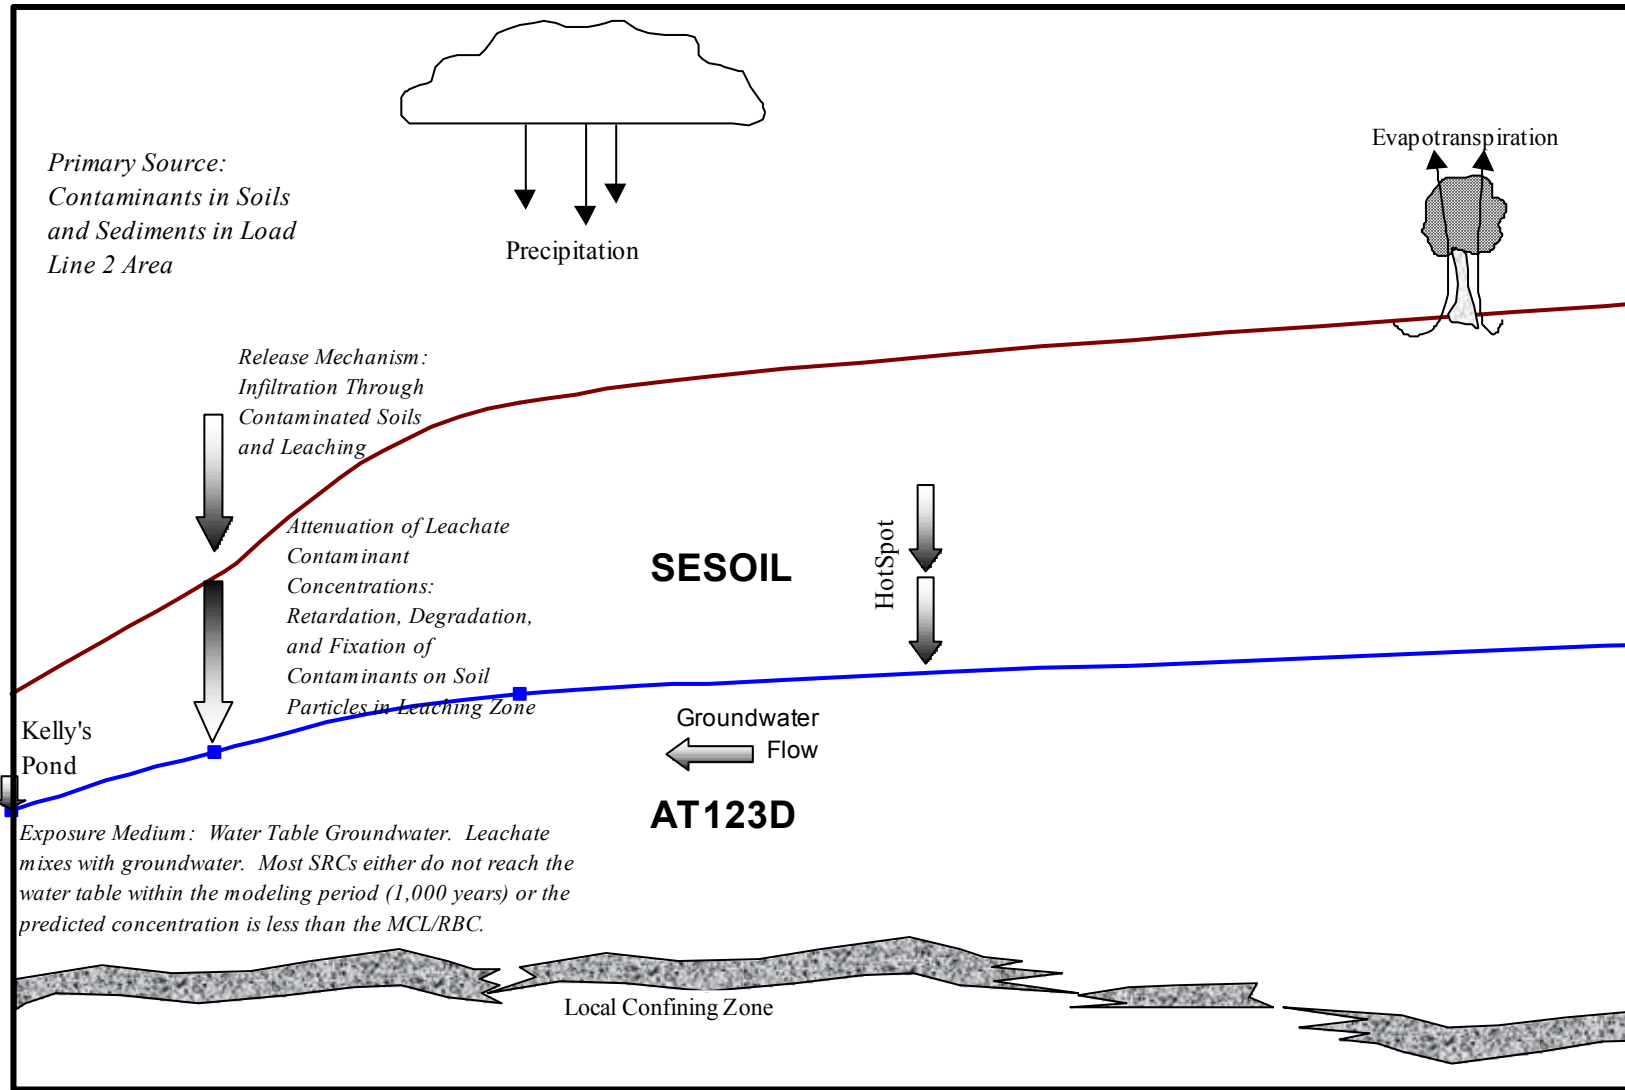 Evapotranspiration
Primary Source:
Contaminants in Soils
and Sediments in Load
Line 2 Area
Precipitation
Release Mechanism:
Infiltration Through
Contaminated Soils
and Leaching
Attenuation of Leachate
Contaminant
Concentrations:
Retardation, Degradation,
and Fixation of
Contaminants on Soil
Particles in Leaching Zone
SESOIL
HotSpot
Kelly's
Pond
Groundwater
Flow
AT123D
Exposure Medium:  Water Table Groundwater.  Leachate
mixes with groundwater.  Most SRCs either do not reach the
water table within the modeling period (1,000 years) or the
predicted concentration is less than the MCL/RBC.
Local Confining Zone